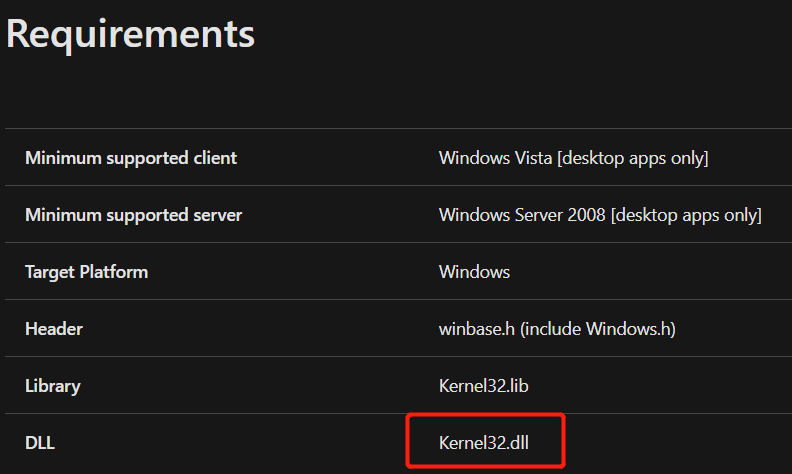 Requirements
Minimum supported client Windows Vista [desktop apps only]
Minimum supported server Windows Server 2008 [desktop apps only]
Target Platform Windows
Header winbase.h (include Windows.h)
Library Kernel32.lib
DLL Kernel32.dll